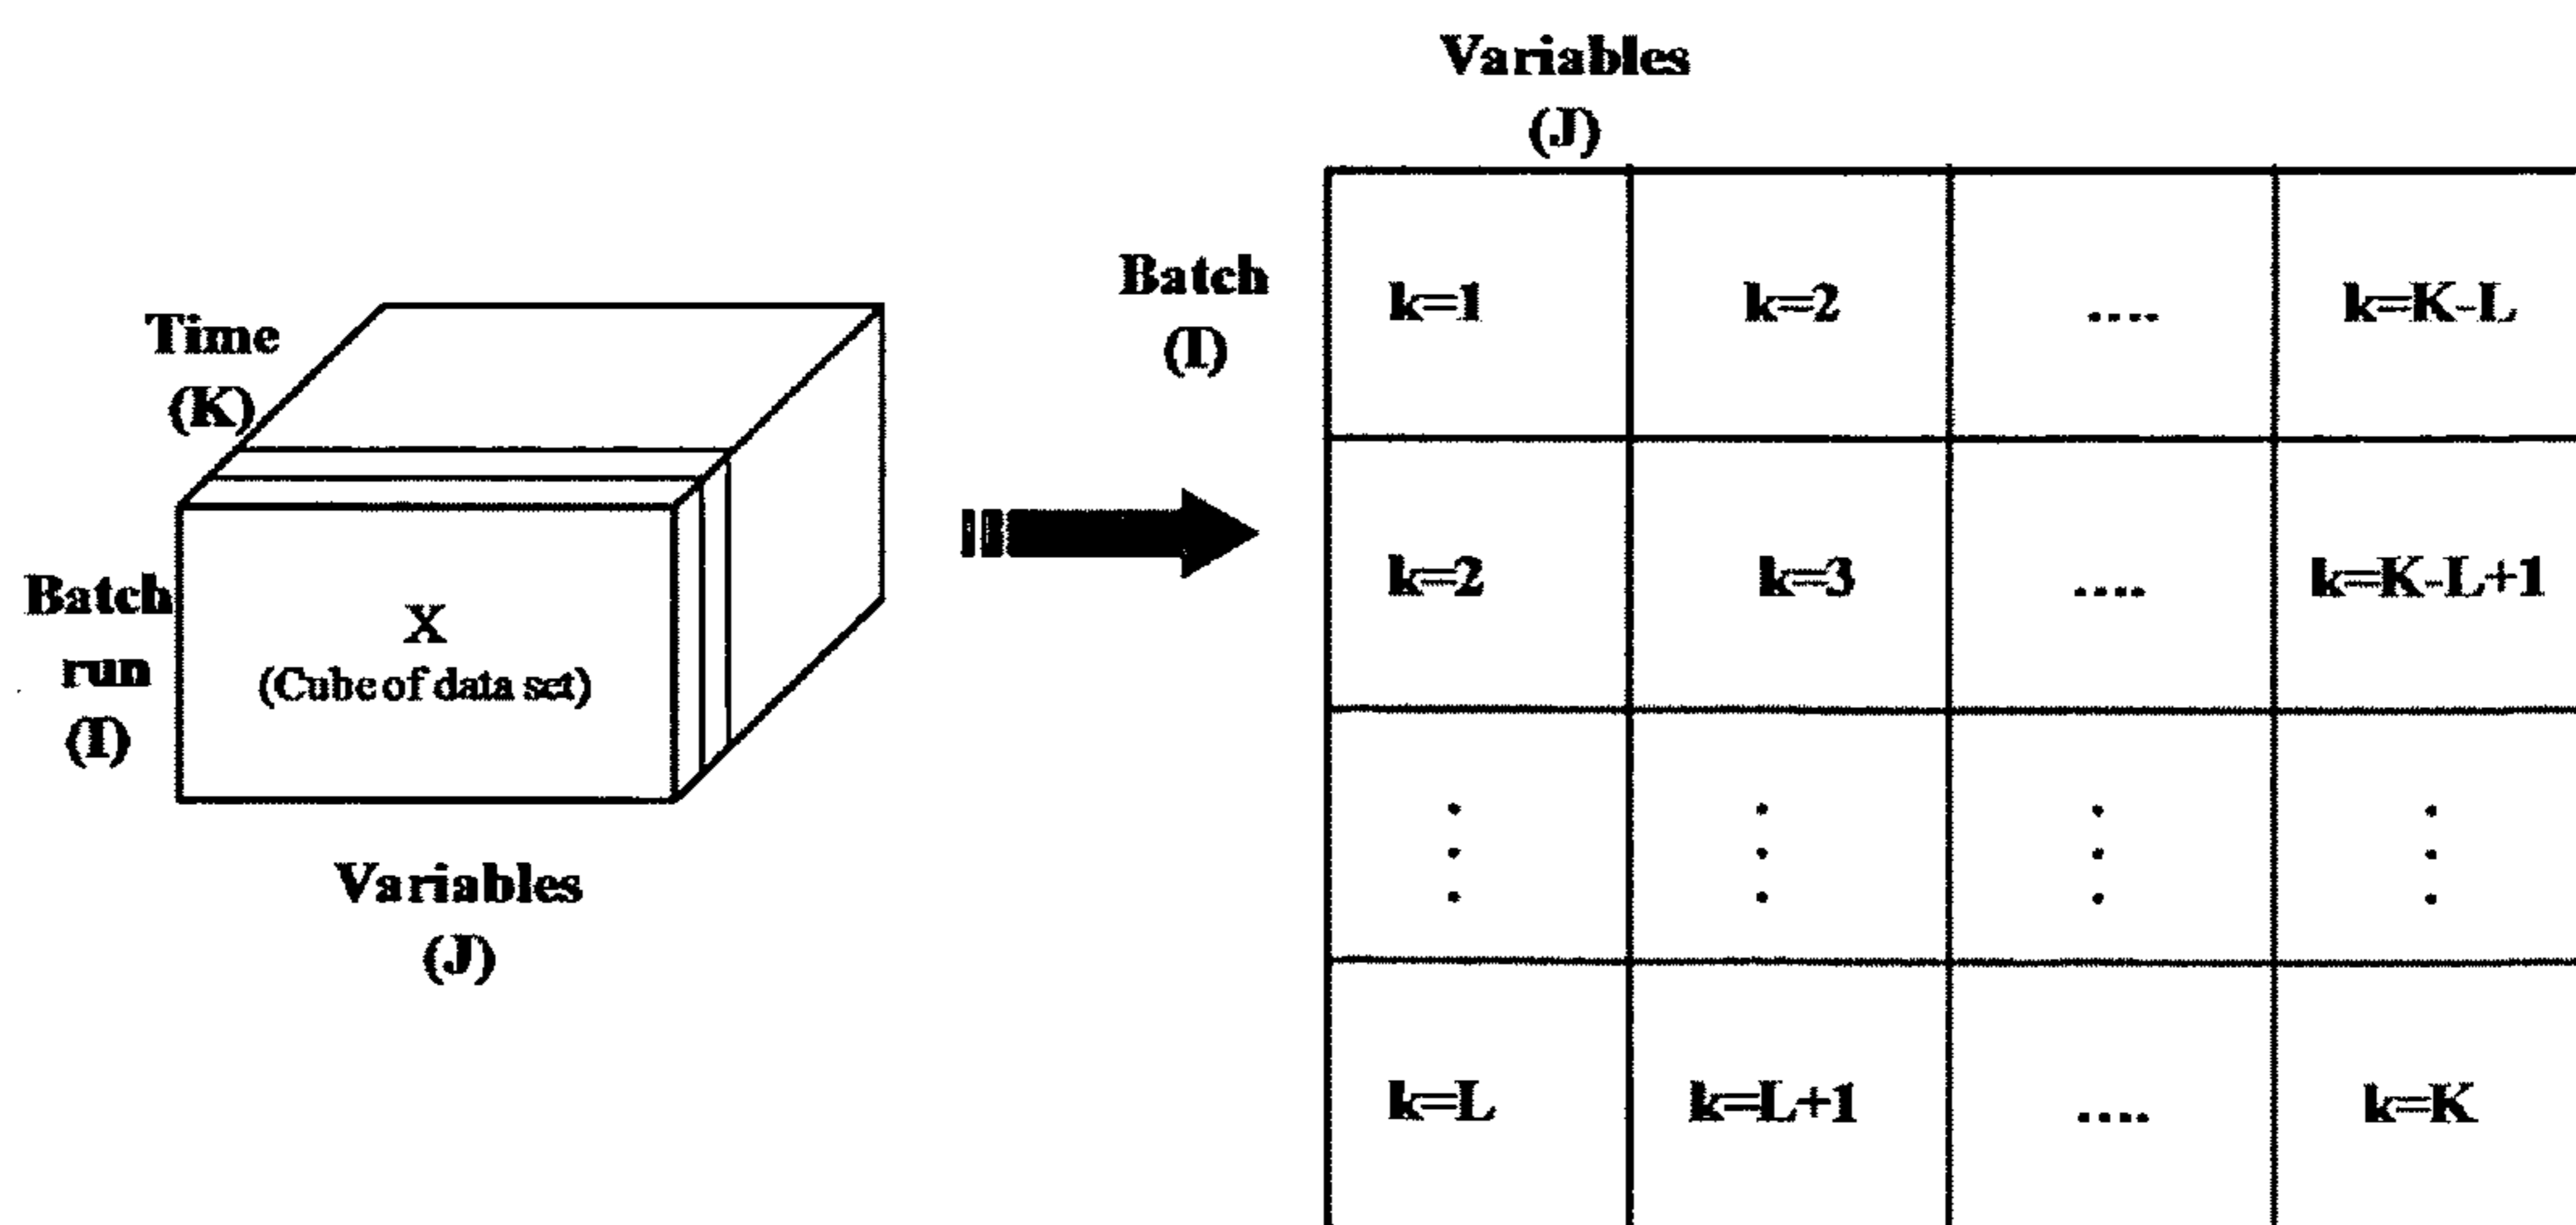 Time
(K)
Batch
run
(I)
X
(Cube of data set)
Variables
(J)
Variables
(J)
Batch
(I)
k=1 k=2 .... k=K-L
k=2 k=3 .... k=K-L+1
k=L k=L+1 .... k=K